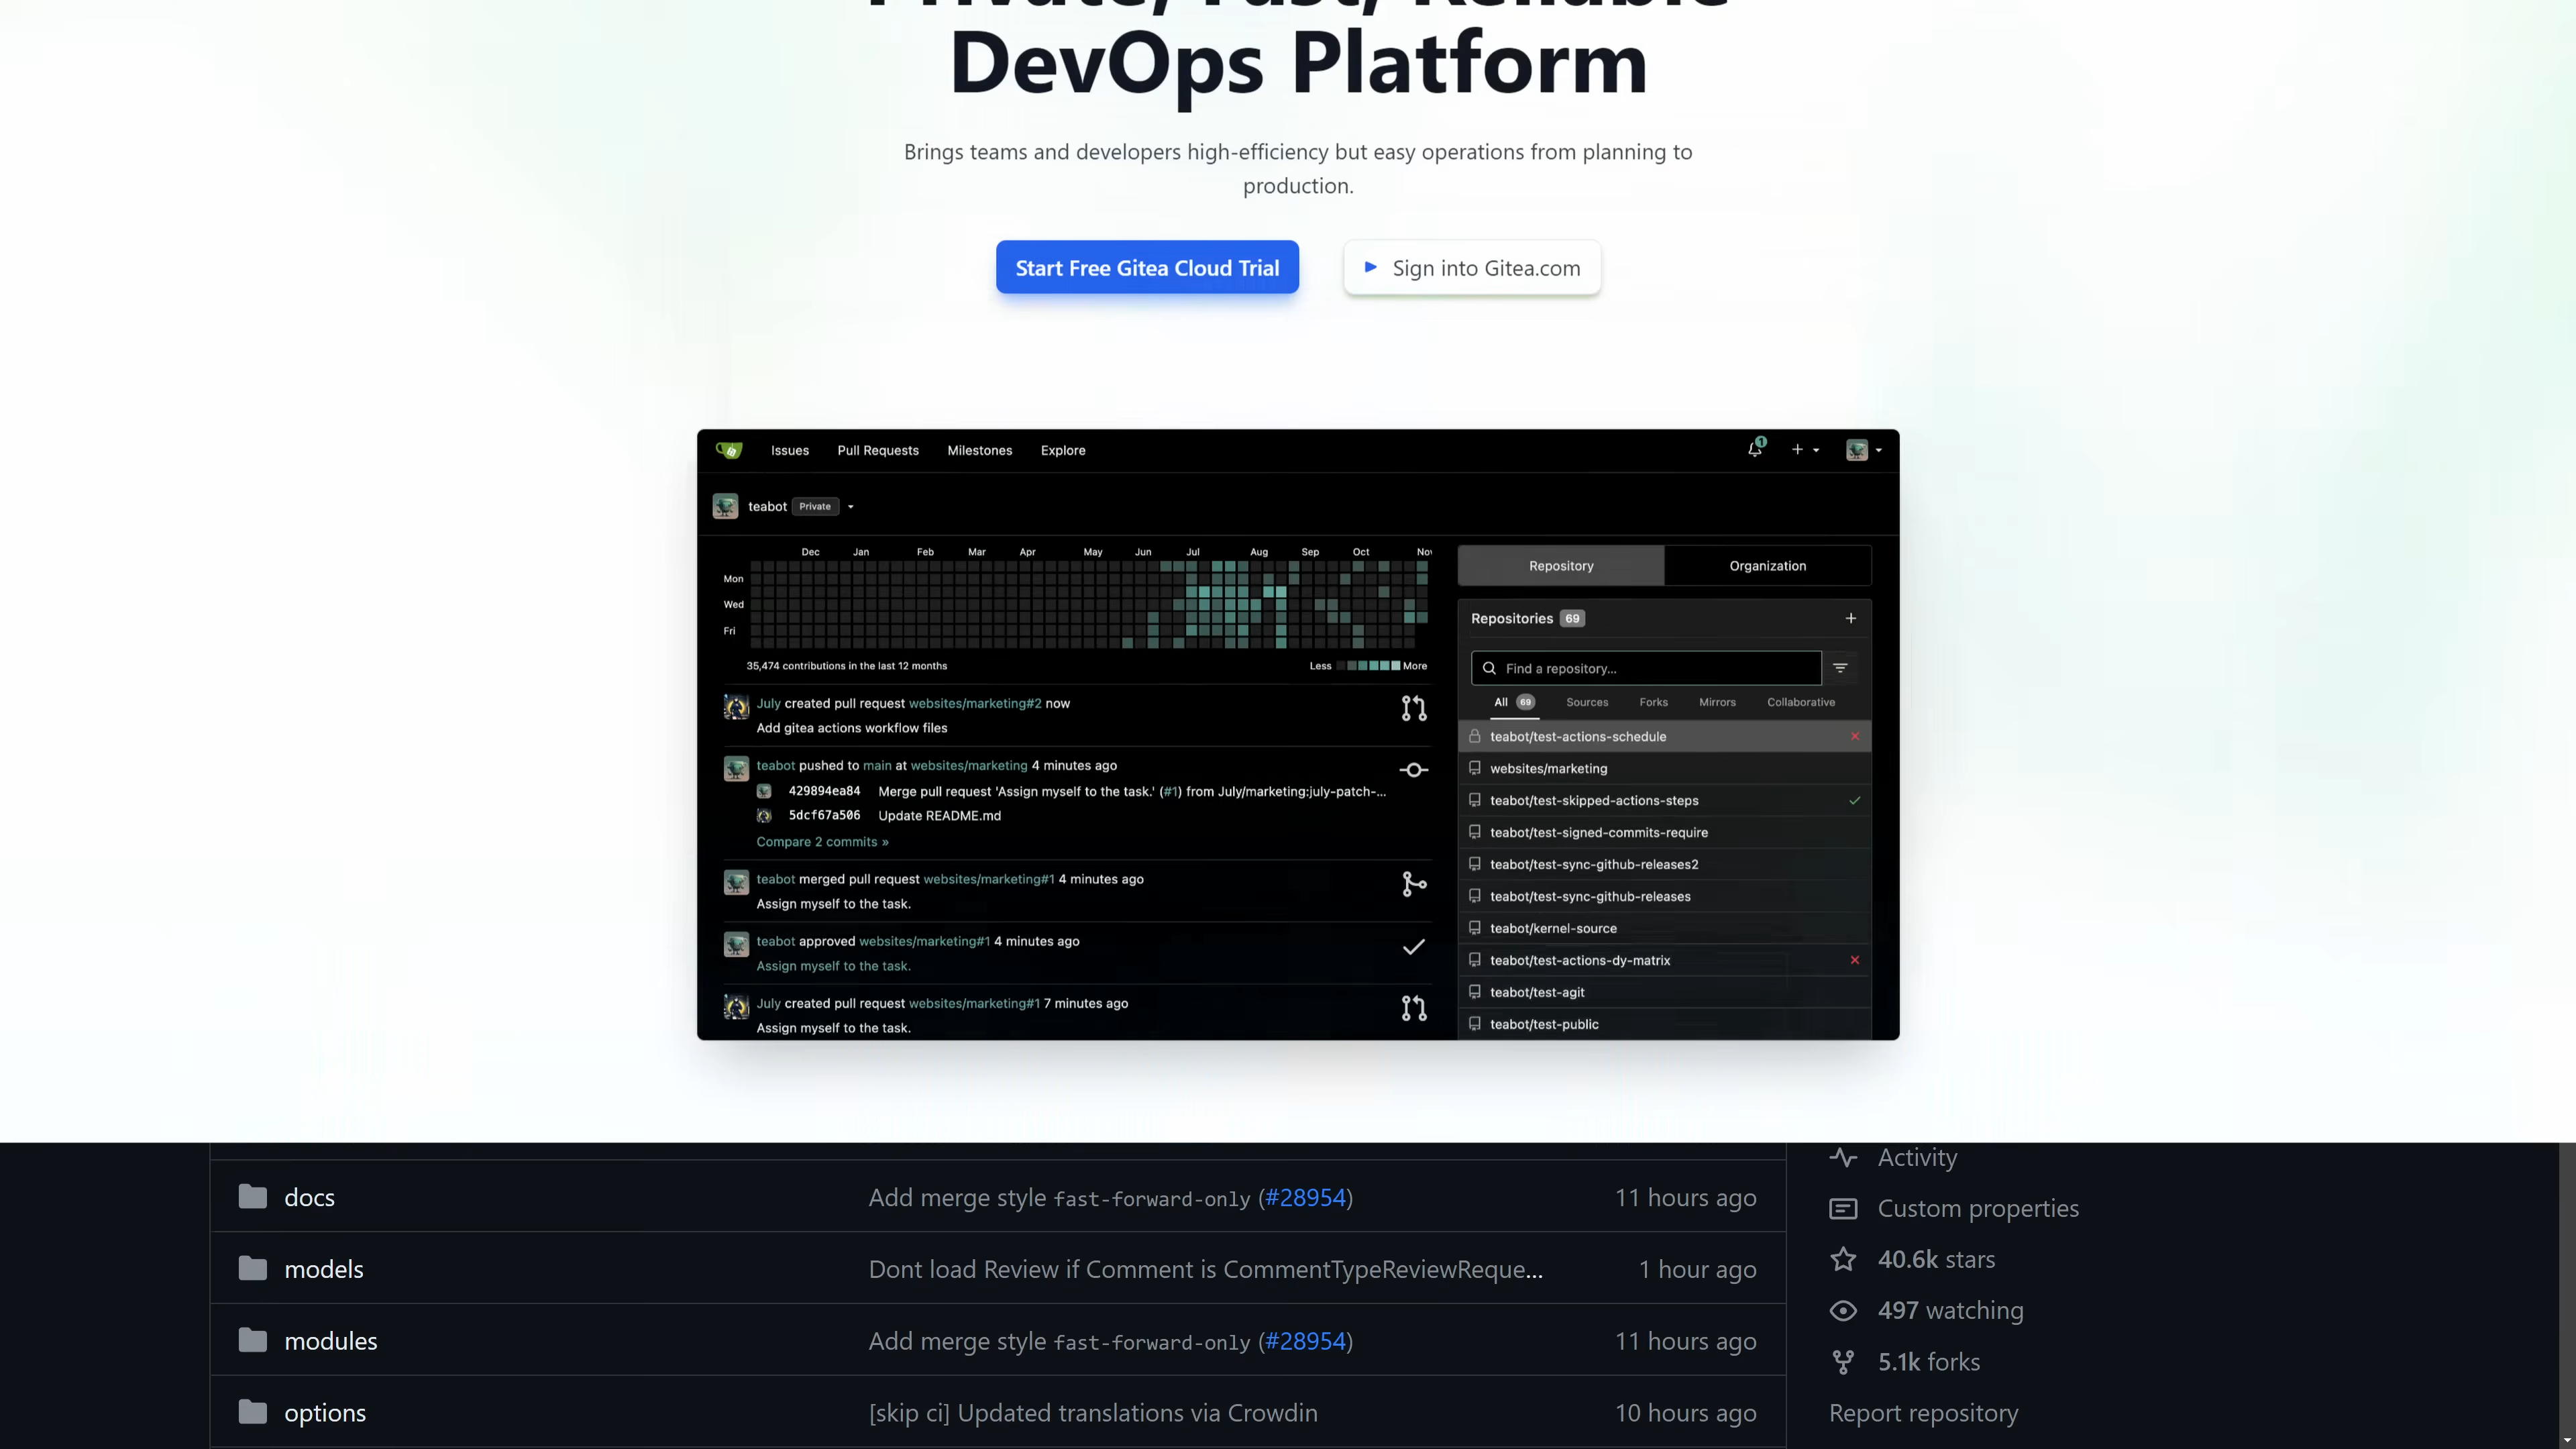 Private, Fast, Reliable
DevOps Platform
Brings teams and developers high-efficiency but easy operations from planning to
production.
Start Free Gitea Cloud Trial
Sign into Gitea.com
Issues Pull Requests Milestones Explore
1
teabot Private
Dec Jan Feb Mar Apr May Jun Jul Aug Sep Oct Nov
Mon
Wed
Fri
35,474 contributions in the last 12 months
Less More
July created pull request websites/marketing#2 now
Add gitea actions workflow files
teabot pushed to main at websites/marketing 4 minutes ago
429894ea84 Merge pull request 'Assign myself to the task.' (#1) from July/marketing:july-patch-...
5dcf67a506 Update README.md
Compare 2 commits »
teabot merged pull request websites/marketing#1 4 minutes ago
Assign myself to the task.
teabot approved websites/marketing#1 4 minutes ago
Assign myself to the task.
July created pull request websites/marketing#1 7 minutes ago
Assign myself to the task.
Repository Organization
Repositories 69
Find a repository...
All 69 Sources Forks Mirrors Collaborative
teabot/test-actions-schedule
websites/marketing
teabot/test-skipped-actions-steps
teabot/test-signed-commits-require
teabot/test-sync-github-releases2
teabot/test-sync-github-releases
teabot/kernel-source
teabot/test-actions-dy-matrix
teabot/test-agit
teabot/test-public
docs Add merge style fast-forward-only (#28954) 11 hours ago
models Dont load Review if Comment is CommentTypeReviewReque... 1 hour ago
modules Add merge style fast-forward-only (#28954) 11 hours ago
options [skip ci] Updated translations via Crowdin 10 hours ago
Activity
Custom properties
40.6k stars
497 watching
5.1k forks
Report repository